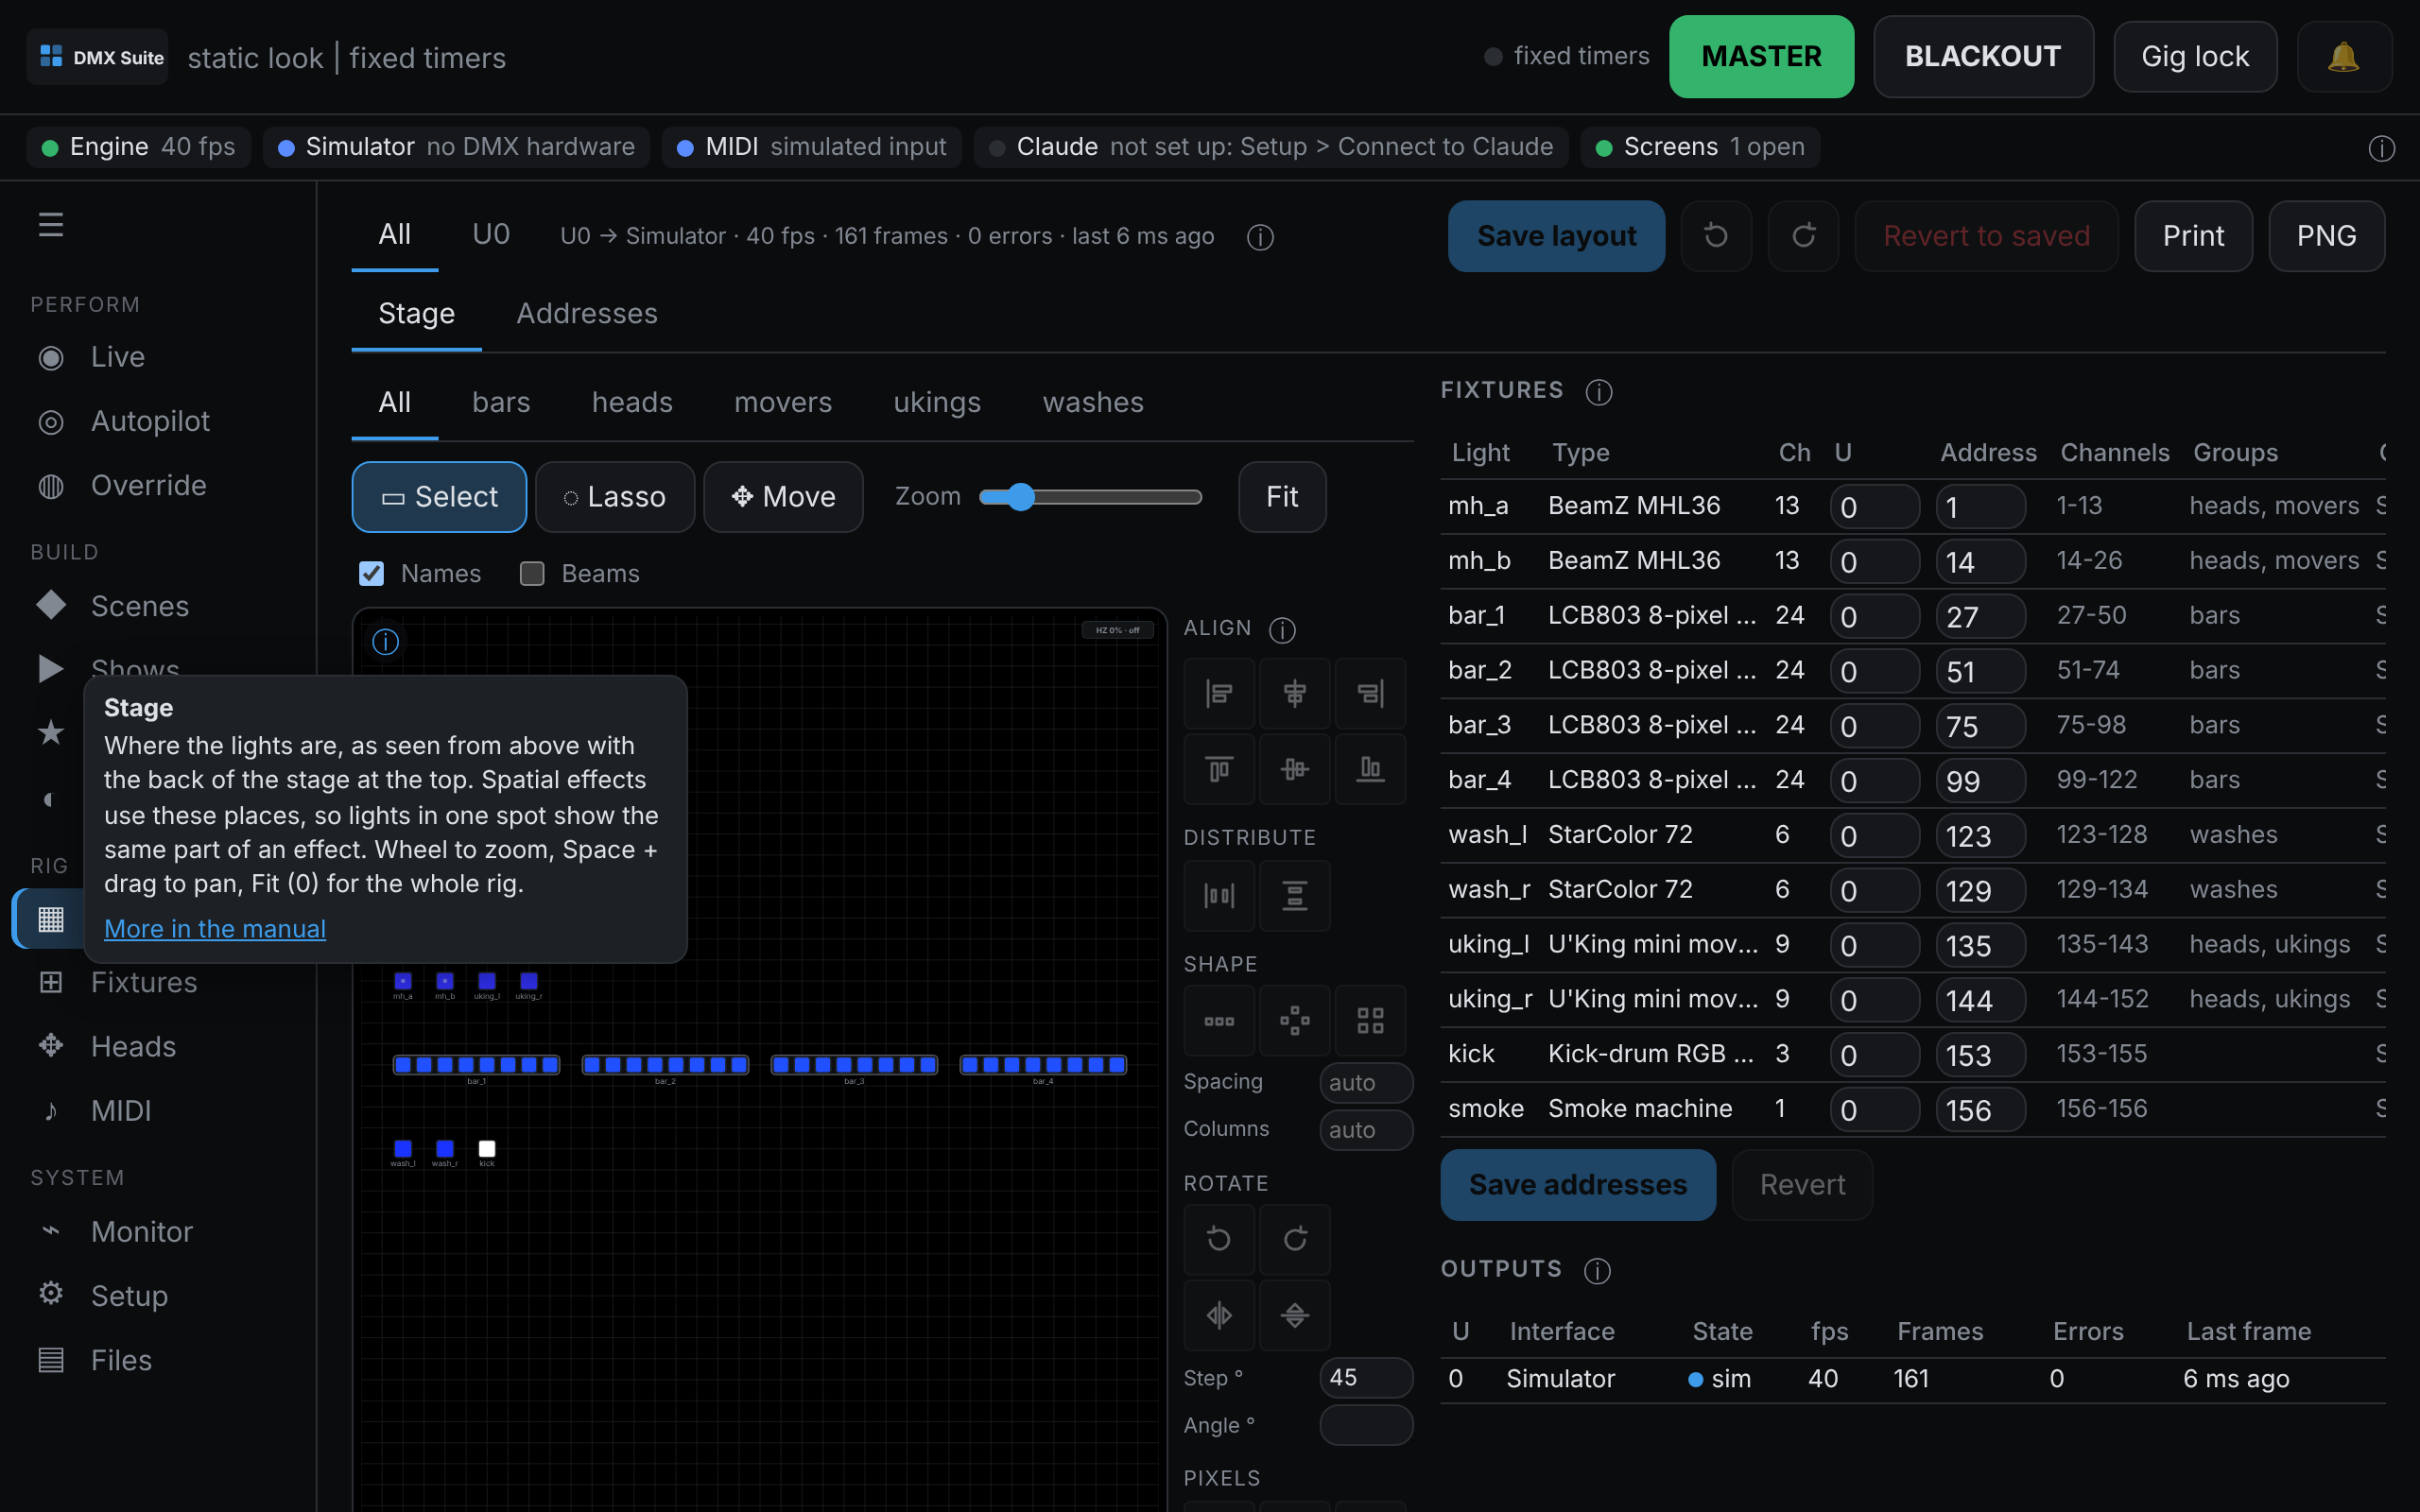 DMX Suite
static look | fixed timers
fixed timers
MASTER
BLACKOUT
Gig lock
Engine 40 fps
Simulator no DMX hardware
MIDI simulated input
Claude not set up: Setup > Connect to Claude
Screens 1 open
PERFORM
Live
Autopilot
Override
BUILD
Scenes
Shows
RIG
Fixtures
Heads
MIDI
SYSTEM
Monitor
Setup
Files
All
U0
U0 → Simulator · 40 fps · 161 frames · 0 errors · last 6 ms ago
Save layout
Revert to saved
Print
PNG
Stage
Addresses
All
bars
heads
movers
ukings
washes
Select
Lasso
Move
Zoom
Fit
Names
Beams
HZ 0% · off
Stage
Where the lights are, as seen from above with
the back of the stage at the top. Spatial effects
use these places, so lights in one spot show the
same part of an effect. Wheel to zoom, Space +
drag to pan, Fit (0) for the whole rig.
More in the manual
mh_a
mh_b
uking_l
uking_r
bar_1
bar_2
bar_3
bar_4
wash_l
wash_r
kick
ALIGN
DISTRIBUTE
SHAPE
Spacing auto
Columns auto
ROTATE
Step ° 45
Angle °
PIXELS
FIXTURES
Light Type Ch U Address Channels Groups
mh_a BeamZ MHL36 13 0 1 1-13 heads, movers
mh_b BeamZ MHL36 13 0 14 14-26 heads, movers
bar_1 LCB803 8-pixel ... 24 0 27 27-50 bars
bar_2 LCB803 8-pixel ... 24 0 51 51-74 bars
bar_3 LCB803 8-pixel ... 24 0 75 75-98 bars
bar_4 LCB803 8-pixel ... 24 0 99 99-122 bars
wash_l StarColor 72 6 0 123 123-128 washes
wash_r StarColor 72 6 0 129 129-134 washes
uking_l U'King mini mov... 9 0 135 135-143 heads, ukings
uking_r U'King mini mov... 9 0 144 144-152 heads, ukings
kick Kick-drum RGB ... 3 0 153 153-155
smoke Smoke machine 1 0 156 156-156
Save addresses
Revert
OUTPUTS
U Interface State fps Frames Errors Last frame
0 Simulator sim 40 161 0 6 ms ago